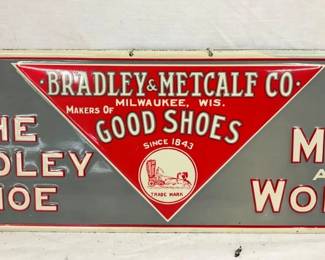 BRADLEY & METCALF CO.
MILWAUKEE, WIS.
MAKERS OF
GOOD SHOES
SINCE 1843
TRADE MARK
HE
DLEY
HOE
M
A
WO